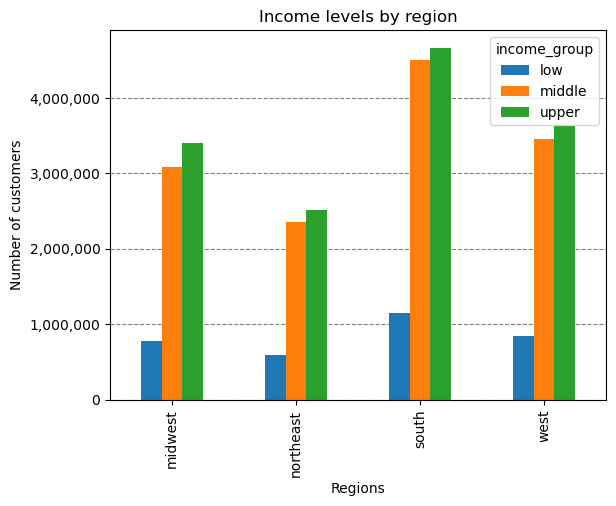 Income levels by region
income_group
low
middle
upper
Number of customers
4,000,000
3,000,000
2,000,000
1,000,000
0
midwest
northeast
south
west
Regions